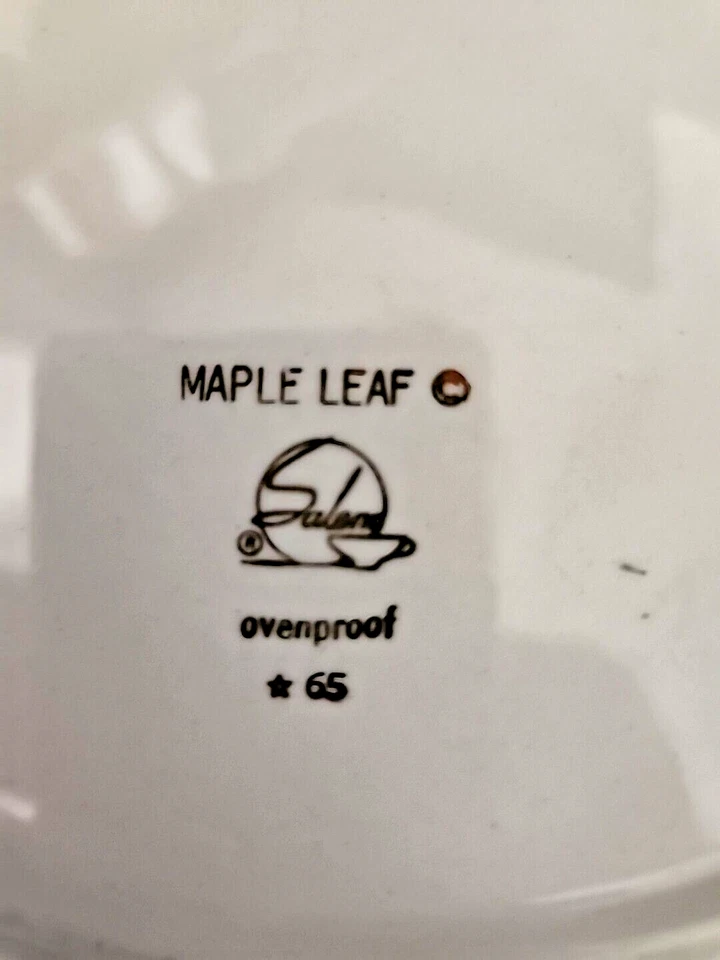 MAPLE LEAF ©
Salem
®
ovenproof
★ 65